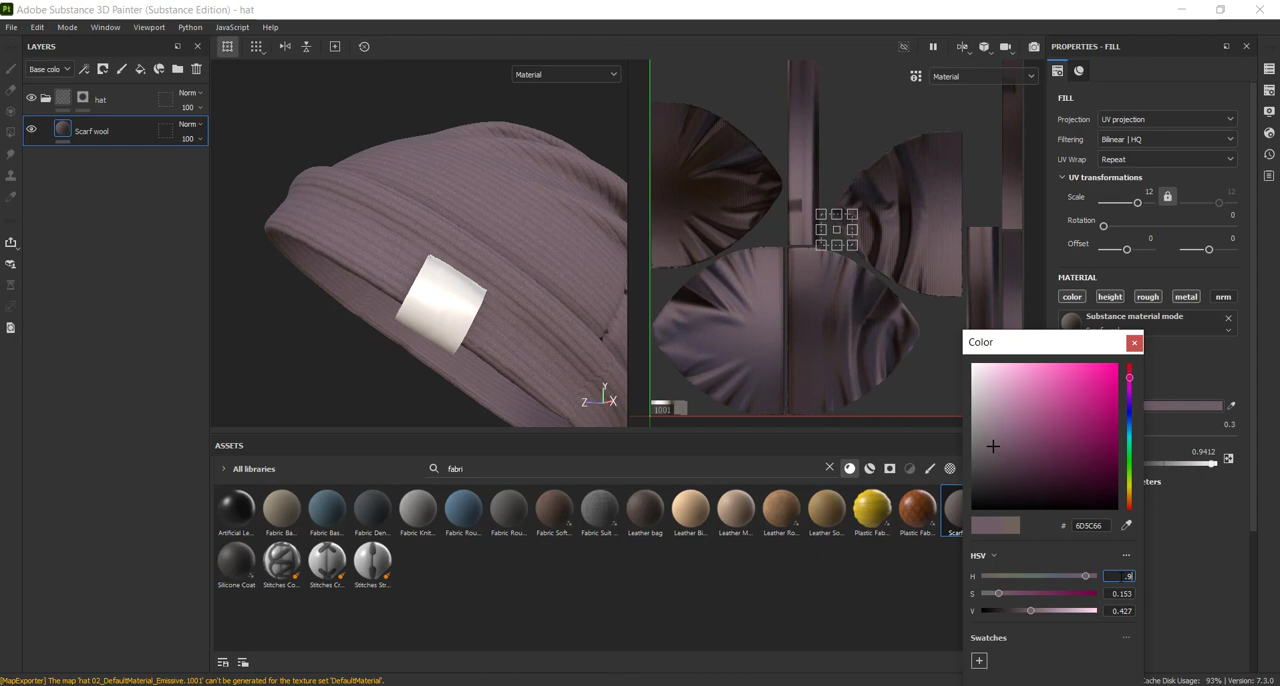 Pt Adobe Substance 3D Painter (Substance Edition) - hat
File Edit Mode Window Viewport Python JavaScript Help
LAYERS
Base colo
hat
Norm
100
Scarf wool
Norm
100
Material
Material
Y
Z X
1001
ASSETS
All libraries
fabri
Artificial Le... Fabric Ba... Fabric Bas... Fabric Den... Fabric Knit... Fabric Rou... Fabric Rou... Fabric Soft... Fabric Suit ... Leather bag Leather Bi... Leather M... Leather Ro... Leather So... Plastic Fab... Plastic Fab... Scarf
Silicone Coat Stitches Co... Stitches Cr... Stitches Str...
PROPERTIES - FILL
FILL
Projection UV projection
Filtering Bilinear | HQ
UV Wrap Repeat
UV transformations
Scale 12 12
Rotation 0
Offset 0 0
MATERIAL
color height rough metal nrm
Substance material mode
0.3
0.9412
Color
# 6D5C66
HSV
H .9
S 0.153
V 0.427
Swatches
[MapExporter] The map 'hat 02_DefaultMaterial_Emissive.1001' can't be generated for the texture set 'DefaultMaterial'.
Cache Disk Usage: 93% | Version: 7.3.0